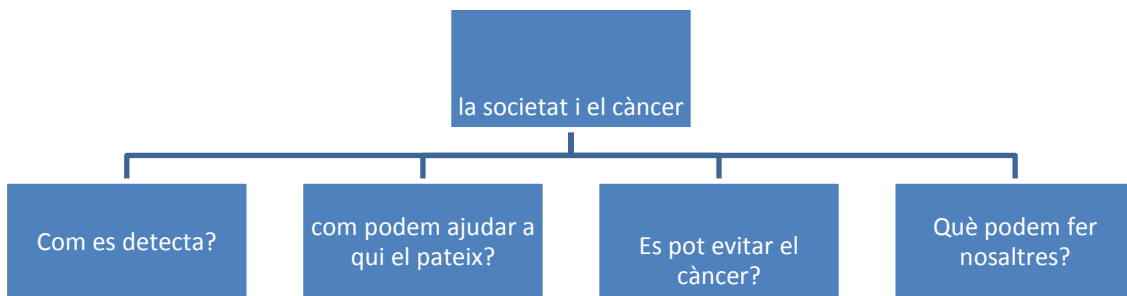 la societat i el càncer
Com es detecta?
com podem ajudar a
qui el pateix?
Es pot evitar el
càncer?
Què podem fer
nosaltres?